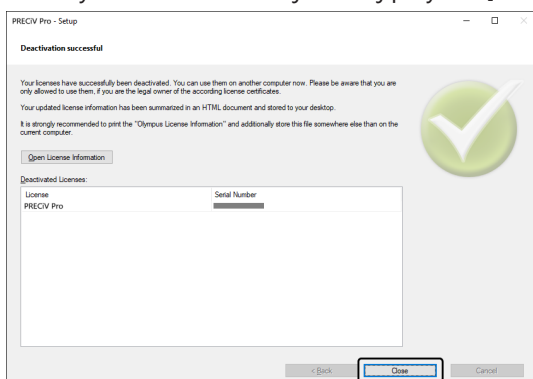 PRECiV Pro - Setup
Deactivation successful
Your licenses have successfully been deactivated. You can use them on another computer now. Please be aware that you are
only allowed to use them, if you are the legal owner of the according license certificates.
Your updated license information has been summarized in an HTML document and stored to your desktop.
It is strongly recommended to print the "Olympus License Information" and additionally store this file somewhere else than on the
current computer.
Open License Information
Deactivated Licenses:
License Serial Number
PRECiV Pro
< Back Close Cancel